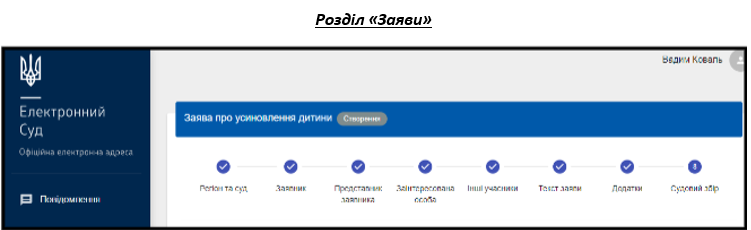 Розділ «Заяви»
Вадим Коваль
Електронний
Суд
Офіційна електронна адреса
Повідомлення
Заява про усиновлення дитини Створення
Регіон та суд Заявник Представник заявника Заінтересована особа Інші учасники Текст заяви Додатки 8 Судовий збір